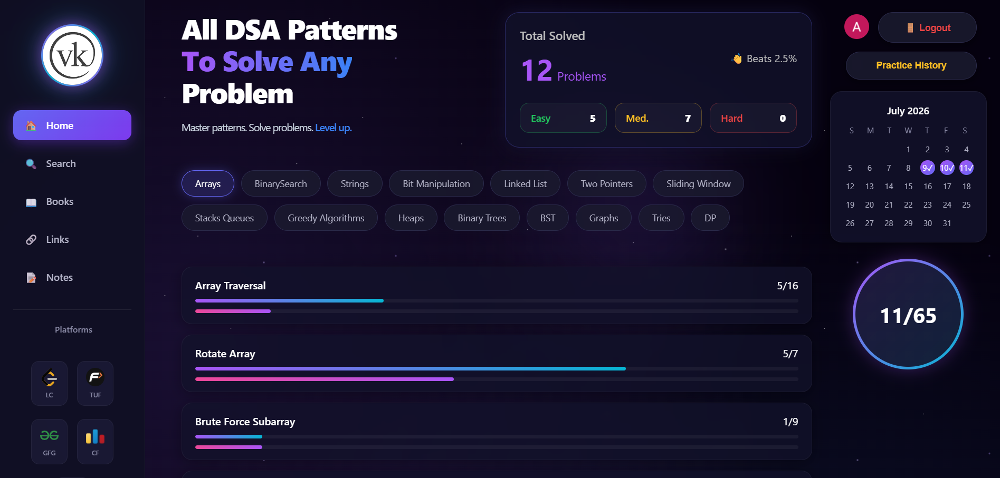 vk
Home
Search
Books
Links
Notes
Platforms
LC
TUF
GFG
CF
All DSA Patterns
To Solve Any
Problem
Master patterns. Solve problems. Level up.
Total Solved
12 Problems
👋 Beats 2.5%
Easy 5
Med. 7
Hard 0
Arrays
BinarySearch
Strings
Bit Manipulation
Linked List
Two Pointers
Sliding Window
Stacks Queues
Greedy Algorithms
Heaps
Binary Trees
BST
Graphs
Tries
DP
Array Traversal 5/16
Rotate Array 5/7
Brute Force Subarray 1/9
A
Logout
Practice History
July 2026
S M T W T F S
1 2 3 4
5 6 7 8 9✓ 10✓ 11✓
12 13 14 15 16 17 18
19 20 21 22 23 24 25
26 27 28 29 30 31
11/65